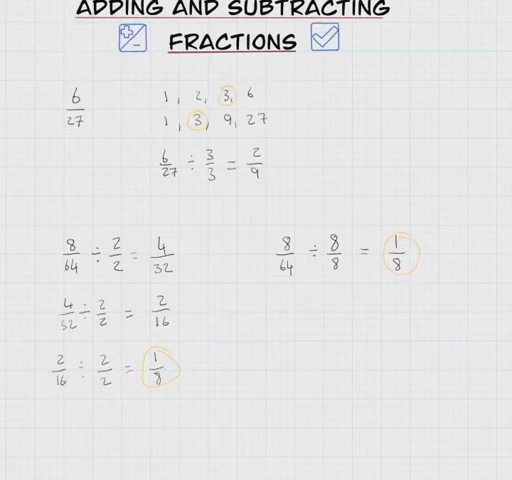 ADDING AND SUBTRACTING
FRACTIONS
6/27
1, 2, 3, 6
1, 3, 9, 27
6/27 ÷ 3/3 = 2/9
8/64 ÷ 2/2 = 4/32
8/64 ÷ 8/8 = 1/8
4/32 ÷ 2/2 = 2/16
2/16 ÷ 2/2 = 1/8